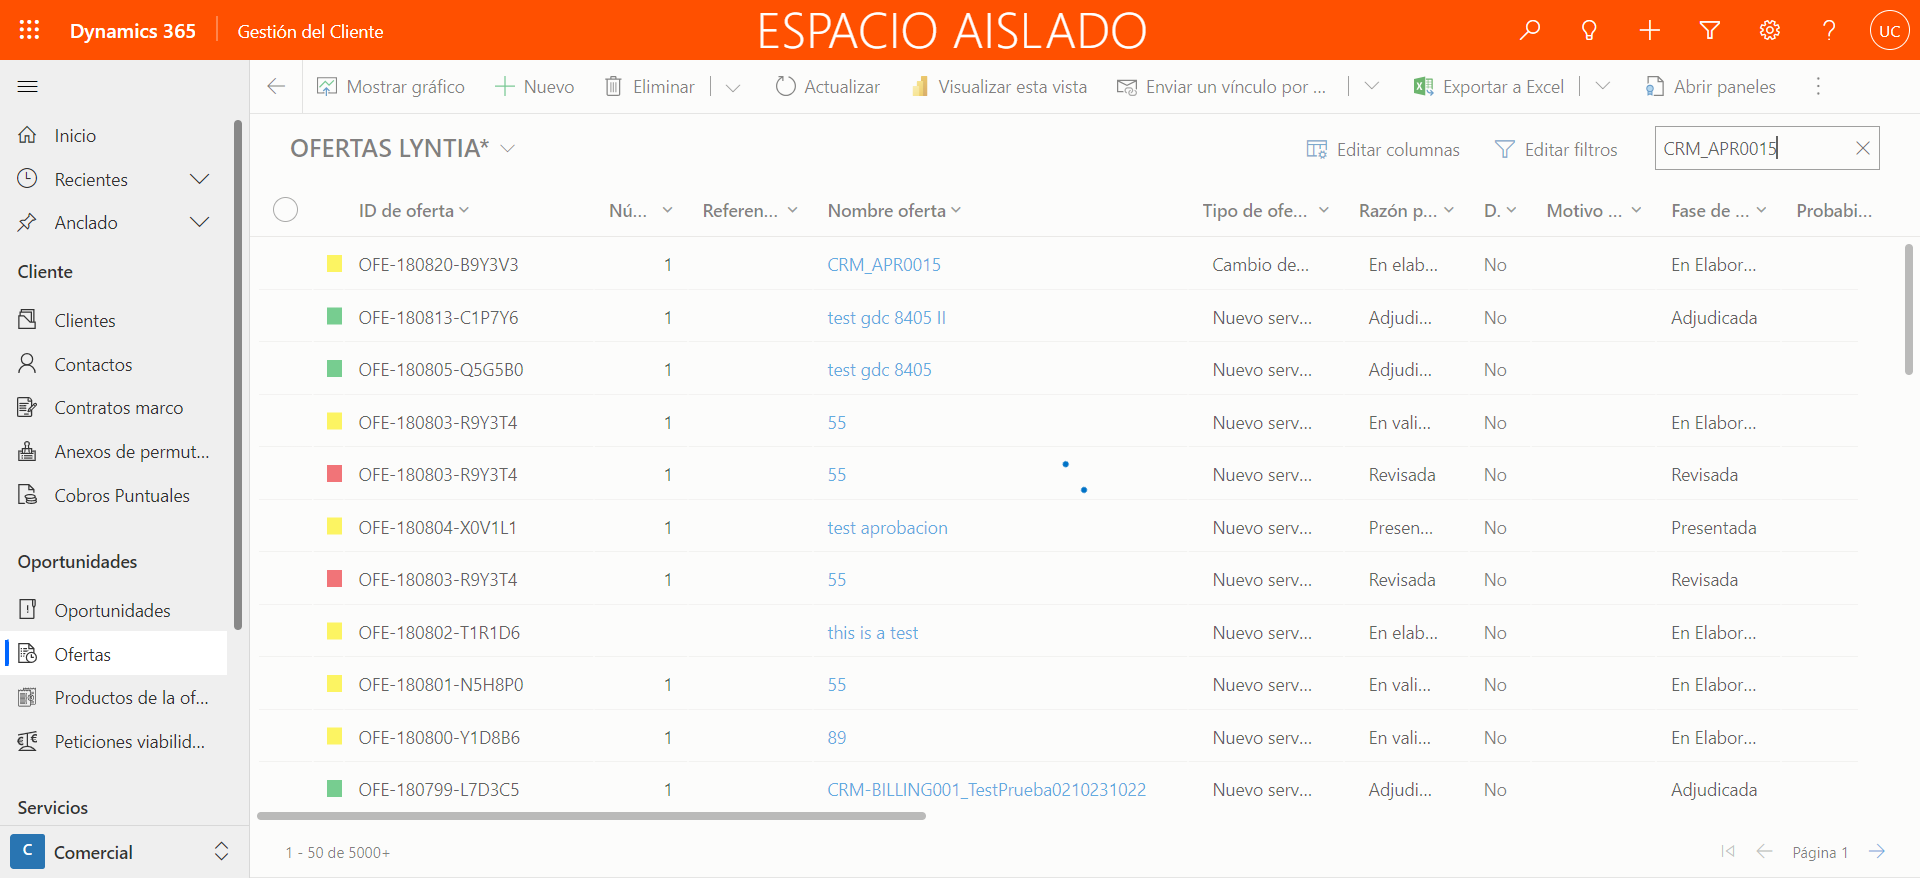 Dynamics 365 Gestión del Cliente ESPACIO AISLADO UC
Mostrar gráfico Nuevo Eliminar Actualizar Visualizar esta vista Enviar un vínculo por ... Exportar a Excel Abrir paneles
Inicio
Recientes
Anclado
Cliente
Clientes
Contactos
Contratos marco
Anexos de permut...
Cobros Puntuales
Oportunidades
Oportunidades
Ofertas
Productos de la of...
Peticiones viabilid...
Servicios
C Comercial
OFERTAS LYNTIA* Editar columnas Editar filtros CRM_APR0015
ID de oferta Nú... Referen... Nombre oferta Tipo de ofe... Razón p... D. Motivo ... Fase de ... Probabi...
OFE-180820-B9Y3V3 1 CRM_APR0015 Cambio de... En elab... No En Elabor...
OFE-180813-C1P7Y6 1 test gdc 8405 II Nuevo serv... Adjudi... No Adjudicada
OFE-180805-Q5G5B0 1 test gdc 8405 Nuevo serv... Adjudi... No
OFE-180803-R9Y3T4 1 55 Nuevo serv... En vali... No En Elabor...
OFE-180803-R9Y3T4 1 55 Nuevo serv... Revisada No Revisada
OFE-180804-X0V1L1 1 test aprobacion Nuevo serv... Presen... No Presentada
OFE-180803-R9Y3T4 1 55 Nuevo serv... Revisada No Revisada
OFE-180802-T1R1D6 this is a test Nuevo serv... En elab... No En Elabor...
OFE-180801-N5H8P0 1 55 Nuevo serv... En vali... No En Elabor...
OFE-180800-Y1D8B6 1 89 Nuevo serv... En vali... No En Elabor...
OFE-180799-L7D3C5 1 CRM-BILLING001_TestPrueba0210231022 Nuevo serv... Adjudi... No Adjudicada
1 - 50 de 5000+ Página 1